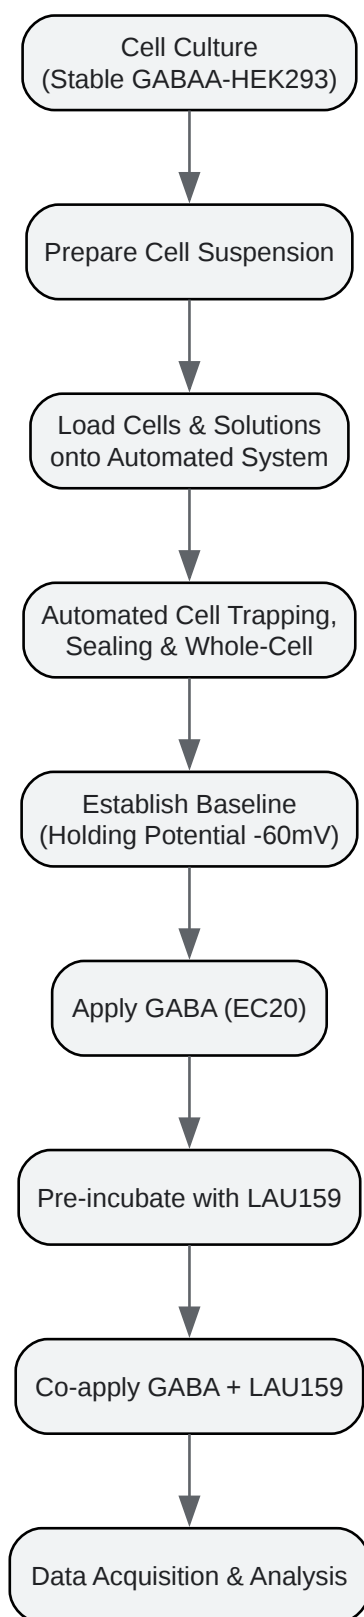 Cell Culture
(Stable GABAA-HEK293)
Prepare Cell Suspension
Load Cells & Solutions
onto Automated System
Automated Cell Trapping,
Sealing & Whole-Cell
Establish Baseline
(Holding Potential -60mV)
Apply GABA (EC20)
Pre-incubate with LAU159
Co-apply GABA + LAU159
Data Acquisition & Analysis